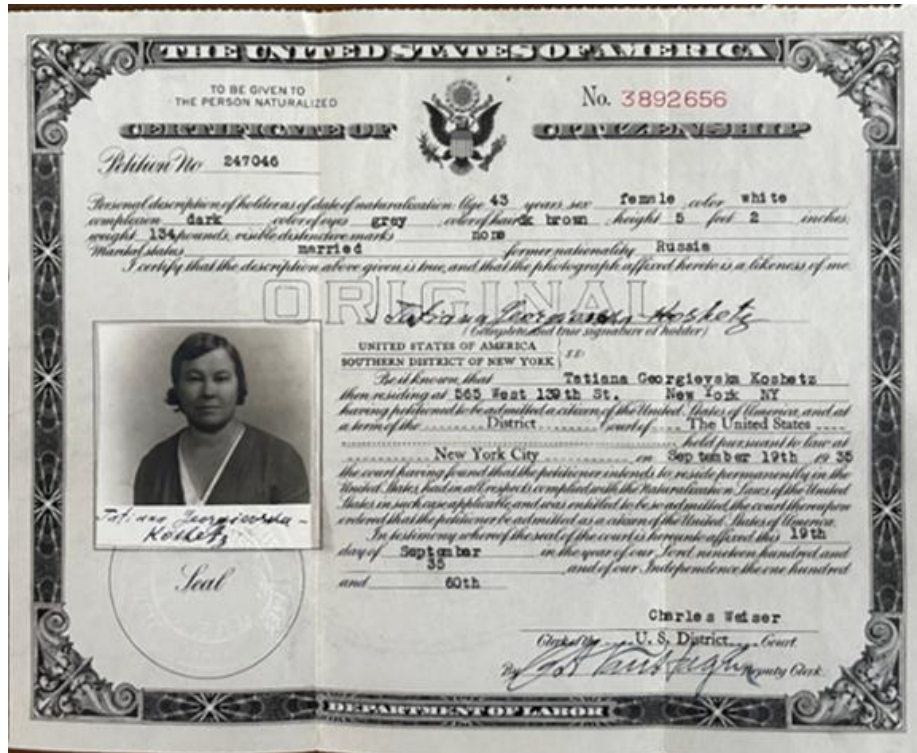 THE UNITED STATES OF AMERICA
TO BE GIVEN TO
THE PERSON NATURALIZED
No. 3892656
CERTIFICATE OF CITIZENSHIP
Petition No 247046
Personal description of holder as of date of naturalization: Age 43 years, sex female color white
complexion dark color of eyes grey color of hair dk brown height 5 feet 2 inches,
weight 134 pounds, visible distinctive marks none
Marital status married former nationality Russia
I certify that the description above given is true, and that the photograph affixed hereto is a likeness of me.
ORIGINAL
Tatiana Georgievska-Koshetz
(Complete and true signature of holder)
UNITED STATES OF AMERICA
SOUTHERN DISTRICT OF NEW YORK } SS:
Be it known, that Tatiana Georgievska Koshetz
then residing at 565 West 139th St. New York NY
having petitioned to be admitted a citizen of the United States of America, and at
a term of the District Court of The United States
held pursuant to law at
New York City on September 19th 1935
the court having found that the petitioner intends to reside permanently in the
United States, had in all respects complied with the Naturalization Laws of the United
States in such case applicable, and was entitled to be so admitted, the court thereupon
ordered that the petitioner be admitted as a citizen of the United States of America.
In testimony whereof the seal of the court is hereunto affixed this 19th
day of September in the year of our Lord nineteen hundred and
35 and of our Independence the one hundred
and 60th
Tatiana Georgievska-
Koshetz
Seal
Charles Weiser
Clerk of the U. S. District Court
By Deputy Clerk
DEPARTMENT OF LABOR